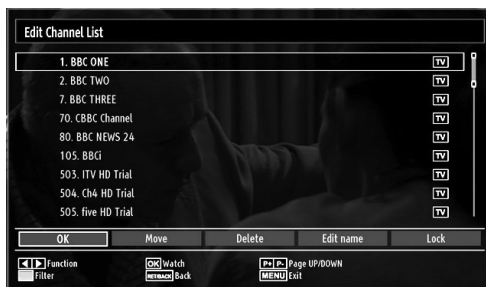 Edit Channel List
1. BBC ONE TV
2. BBC TWO TV
7. BBC THREE TV
70. CBBC Channel TV
80. BBC NEWS 24 TV
105. BBCi TV
503. ITV HD Trial TV
504. Ch4 HD Trial TV
505. five HD Trial TV
OK Move Delete Edit name Lock
Function OK Watch P+ P- Page UP/DOWN
Filter RET/BACK Back MENU Exit